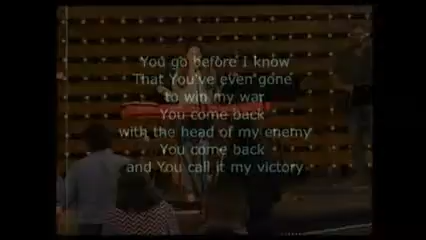 You go before I know
That You've even gone
to win my war
You come back
with the head of my enemy
You come back
and You call it my victory